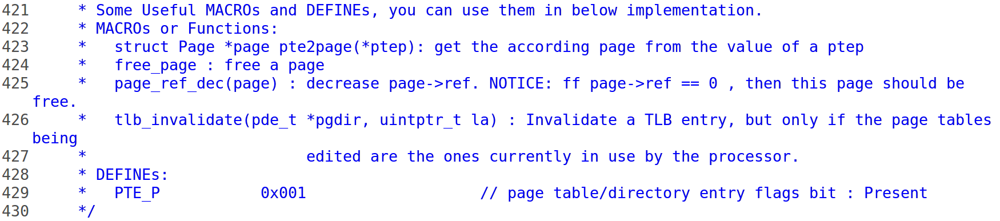 421 * Some Useful MACROs and DEFINEs, you can use them in below implementation.
422 * MACROs or Functions:
423 * struct Page *page pte2page(*ptep): get the according page from the value of a ptep
424 * free_page : free a page
425 * page_ref_dec(page) : decrease page->ref. NOTICE: ff page->ref == 0 , then this page should be
free.
426 * tlb_invalidate(pde_t *pgdir, uintptr_t la) : Invalidate a TLB entry, but only if the page tables
being
427 * edited are the ones currently in use by the processor.
428 * DEFINEs:
429 * PTE_P 0x001 // page table/directory entry flags bit : Present
430 */